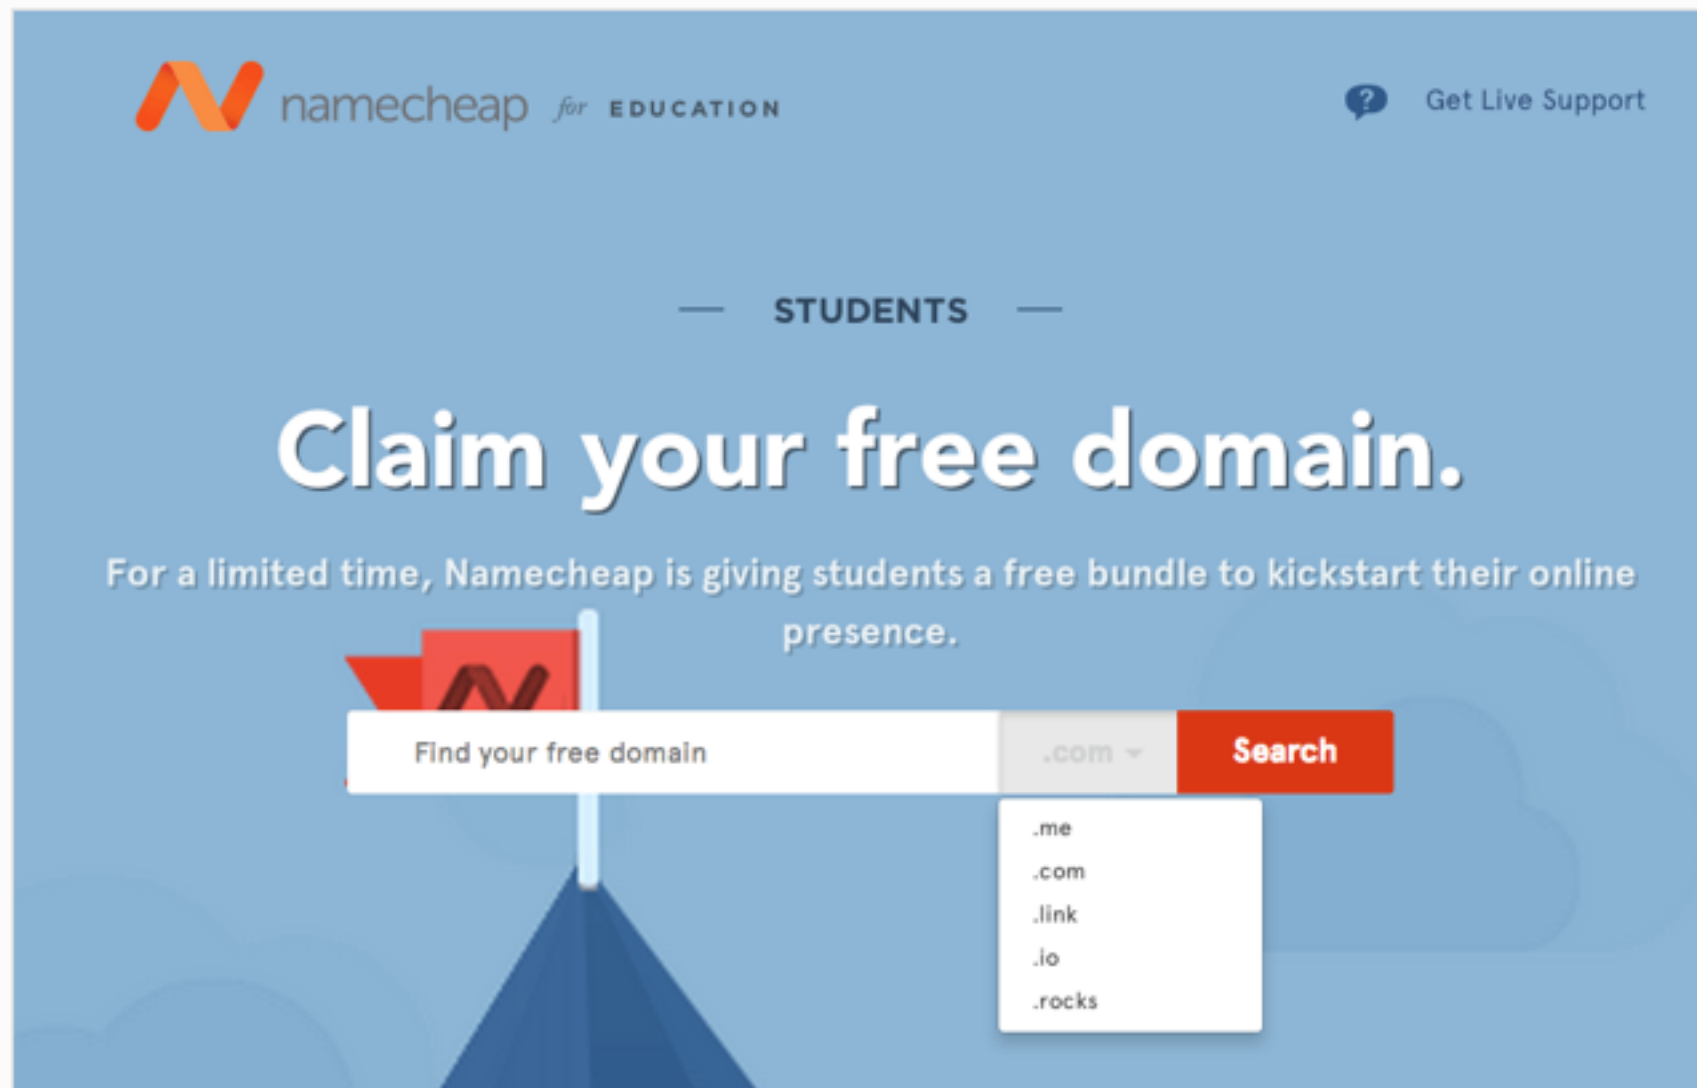 namecheap for EDUCATION
Get Live Support
STUDENTS
Claim your free domain.
For a limited time, Namecheap is giving students a free bundle to kickstart their online
presence.
Find your free domain
.com
Search
.me
.com
.link
.io
.rocks